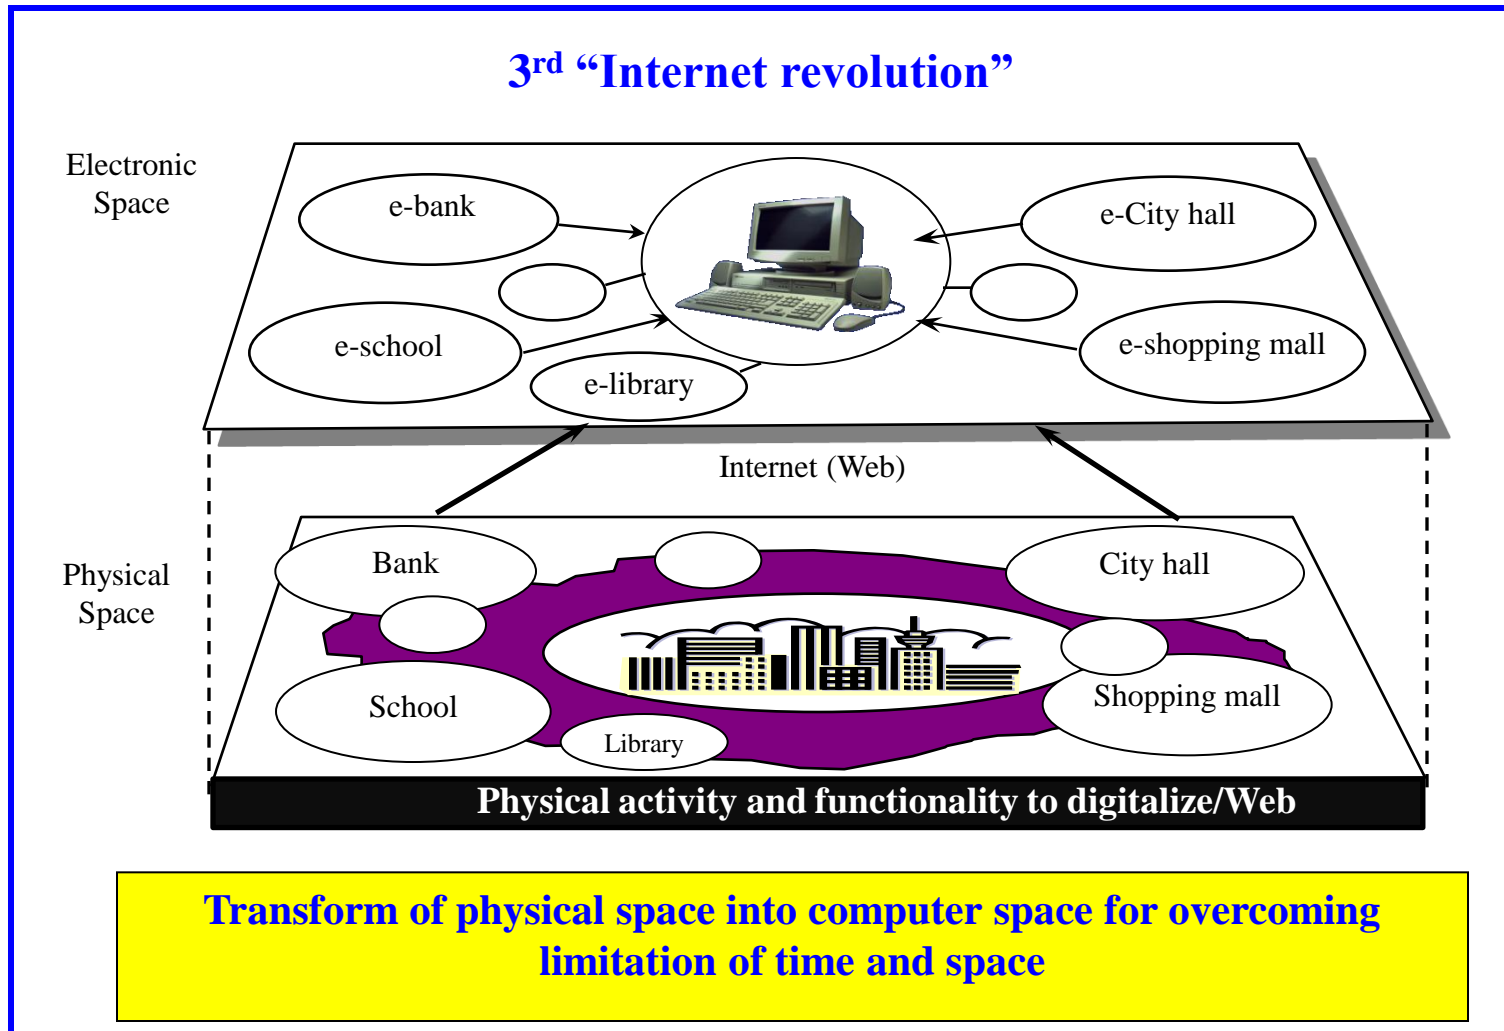 3rd “Internet revolution”
Electronic
Space
e-bank
e-City hall
e-school
e-shopping mall
e-library
Internet (Web)
Physical
Space
Bank
City hall
School
Shopping mall
Library
Physical activity and functionality to digitalize/Web
Transform of physical space into computer space for overcoming
limitation of time and space